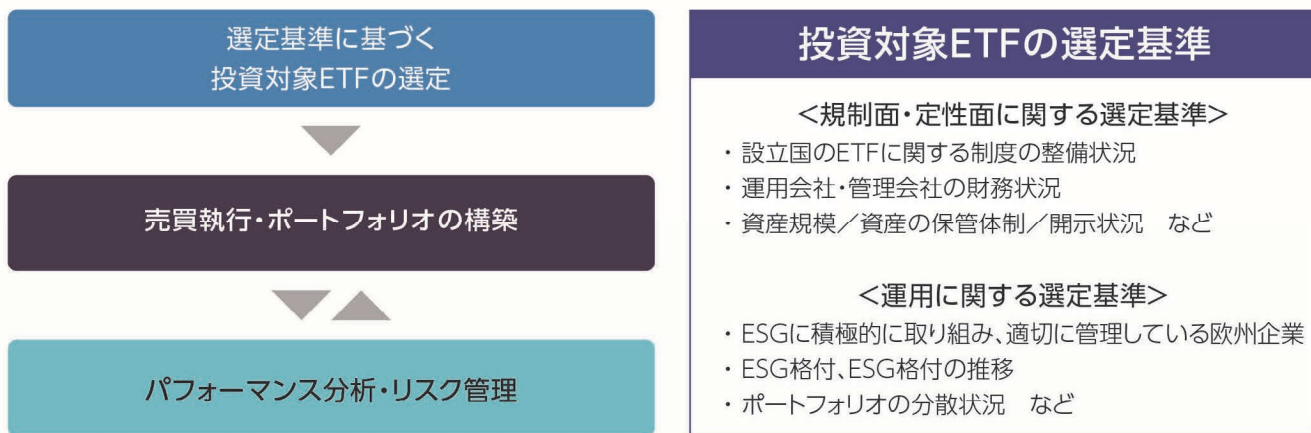 選定基準に基づく
投資対象ETFの選定
売買執行・ポートフォリオの構築
パフォーマンス分析・リスク管理
投資対象ETFの選定基準
<規制面・定性面に関する選定基準>
・設立国のETFに関する制度の整備状況
・運用会社・管理会社の財務状況
・資産規模／資産の保管体制／開示状況　など
<運用に関する選定基準>
・ESGに積極的に取り組み、適切に管理している欧州企業
・ESG格付、ESG格付の推移
・ポートフォリオの分散状況　など